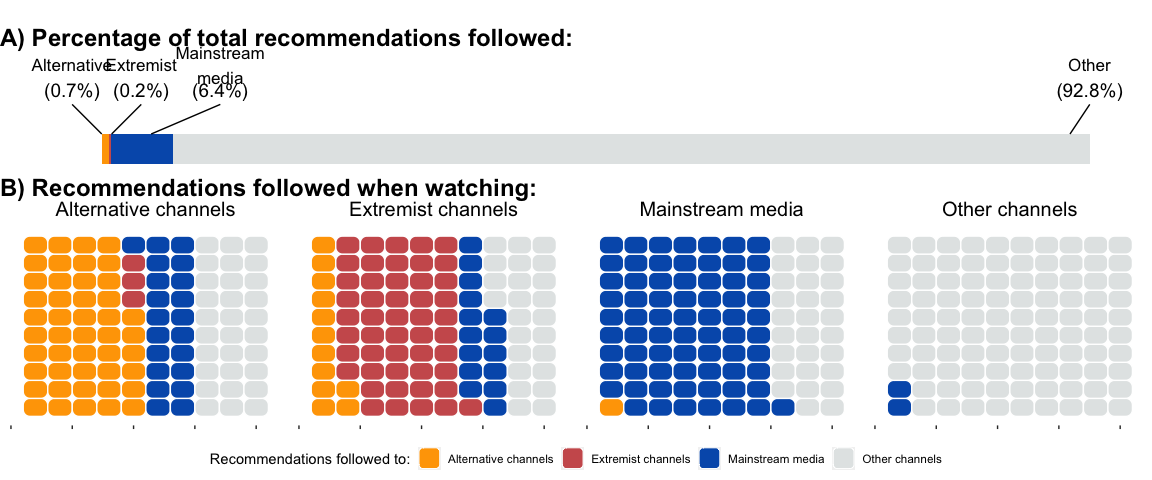 A) Percentage of total recommendations followed:
Alternative Extremist Mainstream media Other
(0.7%) (0.2%) (6.4%) (92.8%)
B) Recommendations followed when watching:
Alternative channels Extremist channels Mainstream media Other channels
Recommendations followed to: Alternative channels Extremist channels Mainstream media Other channels